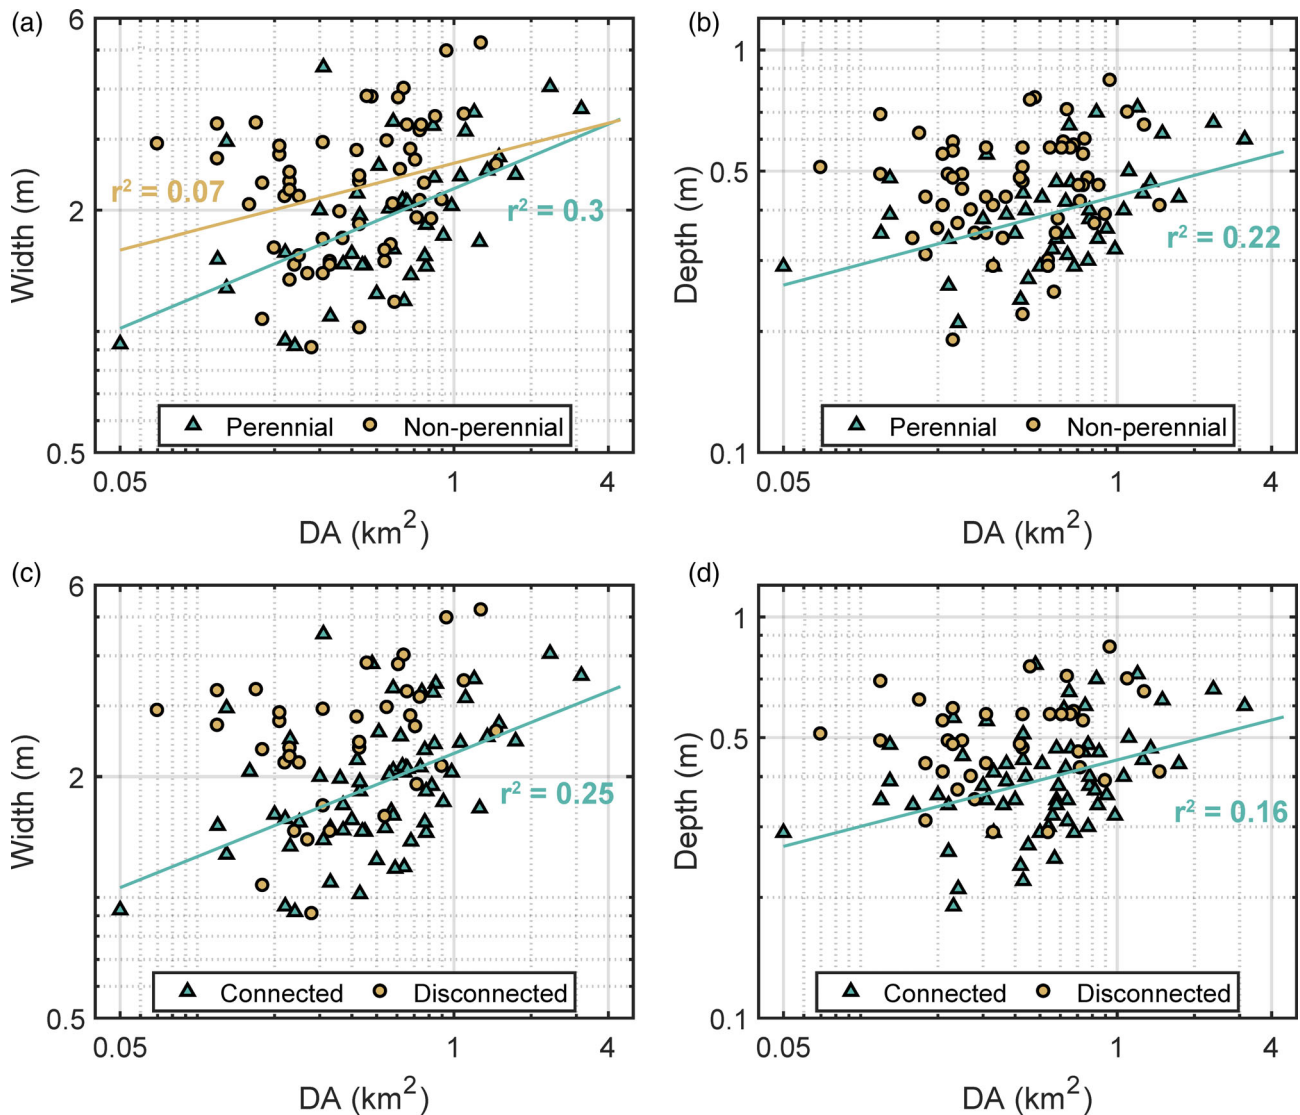 (a)
6
2
0.5
Width (m)
r² = 0.07
r² = 0.3
Perennial Non-perennial
0.05 1 4
DA (km²)
(b)
1
0.5
0.1
Depth (m)
r² = 0.22
Perennial Non-perennial
0.05 1 4
DA (km²)
(c)
6
2
0.5
Width (m)
r² = 0.25
Connected Disconnected
0.05 1 4
DA (km²)
(d)
1
0.5
0.1
Depth (m)
r² = 0.16
Connected Disconnected
0.05 1 4
DA (km²)